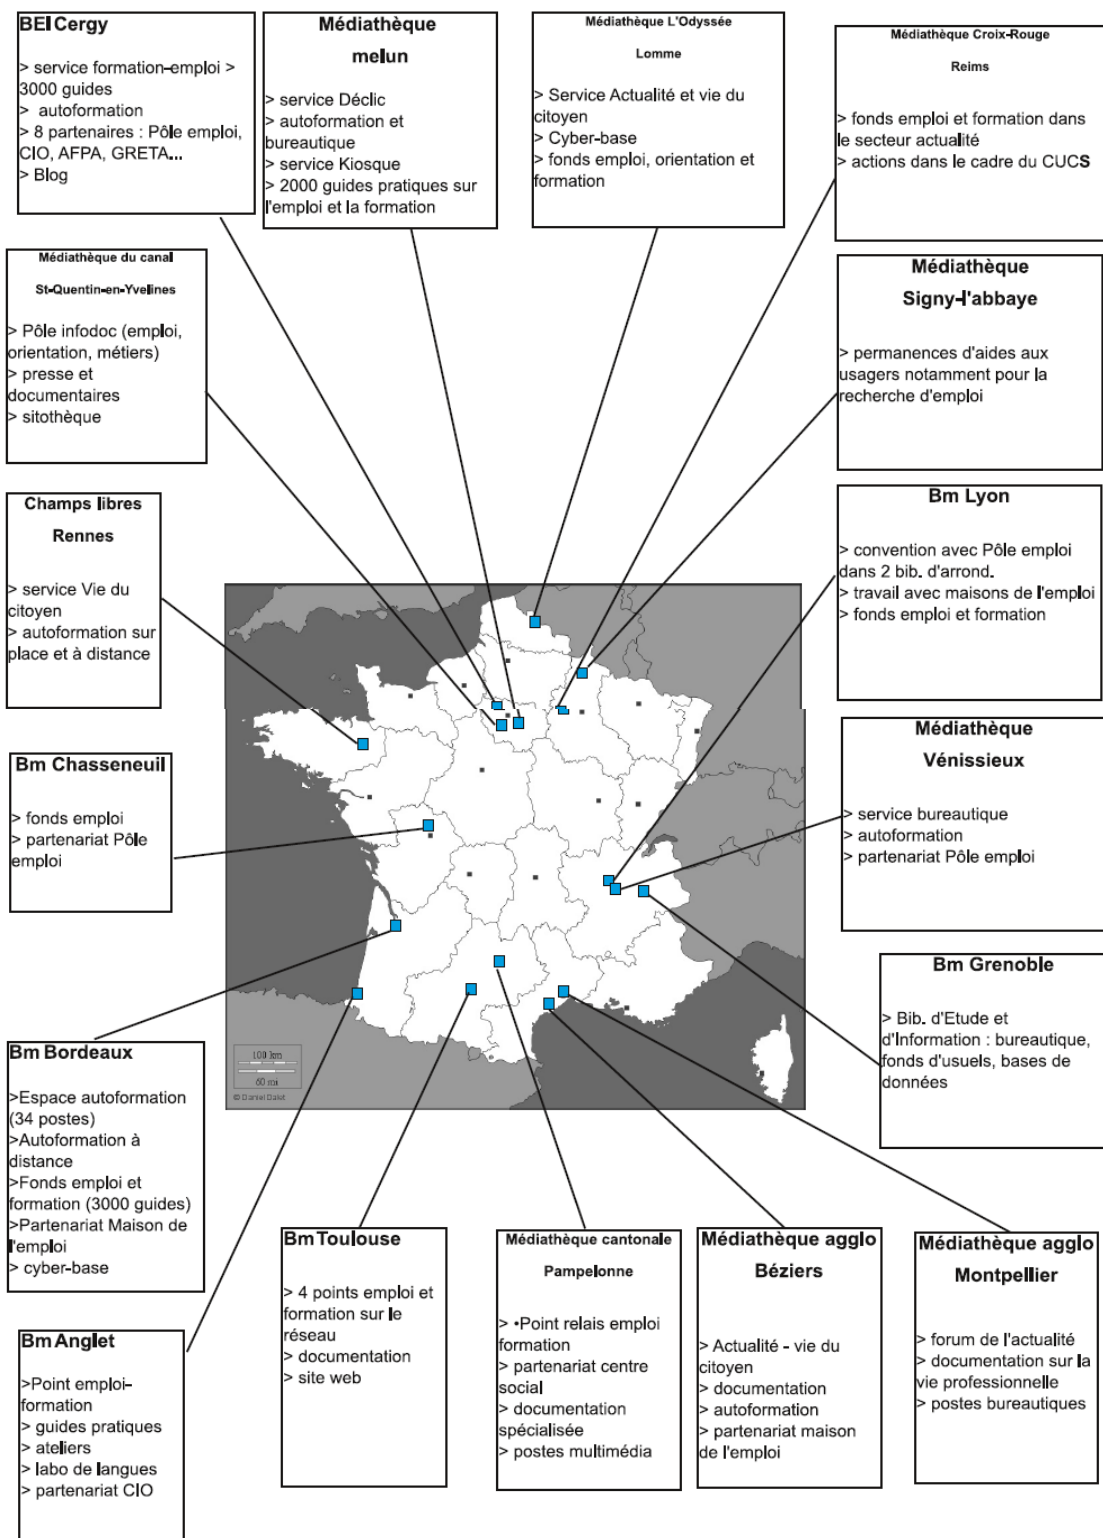 BEI Cergy
> service formation-emploi >
3000 guides
> autoformation
> 8 partenaires : Pôle emploi,
CIO, AFPA, GRETA...
> Blog
Médiathèque
melun
> service Déclic
> autoformation et
bureautique
> service Kiosque
> 2000 guides pratiques sur
l'emploi et la formation
Médiathèque L'Odyssée
Lomme
> Service Actualité et vie du
citoyen
> Cyber-base
> fonds emploi, orientation et
formation
Médiathèque Croix-Rouge
Reims
> fonds emploi et formation dans
le secteur actualité
> actions dans le cadre du CUCS
Médiathèque du canal
St-Quentin-en-Yvelines
> Pôle infodoc (emploi,
orientation, métiers)
> presse et
documentaires
> sitothèque
Médiathèque
Signy-l'abbaye
> permanences d'aides aux
usagers notamment pour la
recherche d'emploi
Champs libres
Rennes
> service Vie du
citoyen
> autoformation sur
place et à distance
Bm Lyon
> convention avec Pôle emploi
dans 2 bib. d'arrond.
> travail avec maisons de l'emploi
> fonds emploi et formation
Bm Chasseneuil
> fonds emploi
> partenariat Pôle
emploi
Médiathèque
Vénissieux
> service bureautique
> autoformation
> partenariat Pôle emploi
Bm Grenoble
> Bib. d'Etude et
d'Information : bureautique,
fonds d'usuels, bases de
données
100 km
60 mi
© Daniel Dalet
Bm Bordeaux
>Espace autoformation
(34 postes)
>Autoformation à
distance
>Fonds emploi et
formation (3000 guides)
>Partenariat Maison de
l'emploi
> cyber-base
Bm Anglet
>Point emploi-
formation
> guides pratiques
> ateliers
> labo de langues
> partenariat CIO
Bm Toulouse
> 4 points emploi et
formation sur le
réseau
> documentation
> site web
Médiathèque cantonale
Pampelonne
> •Point relais emploi
formation
> partenariat centre
social
> documentation
spécialisée
> postes multimédia
Médiathèque agglo
Béziers
> Actualité - vie du
citoyen
> documentation
> autoformation
> partenariat maison
de l'emploi
Médiathèque agglo
Montpellier
> forum de l'actualité
> documentation sur la
vie professionnelle
> postes bureautiques